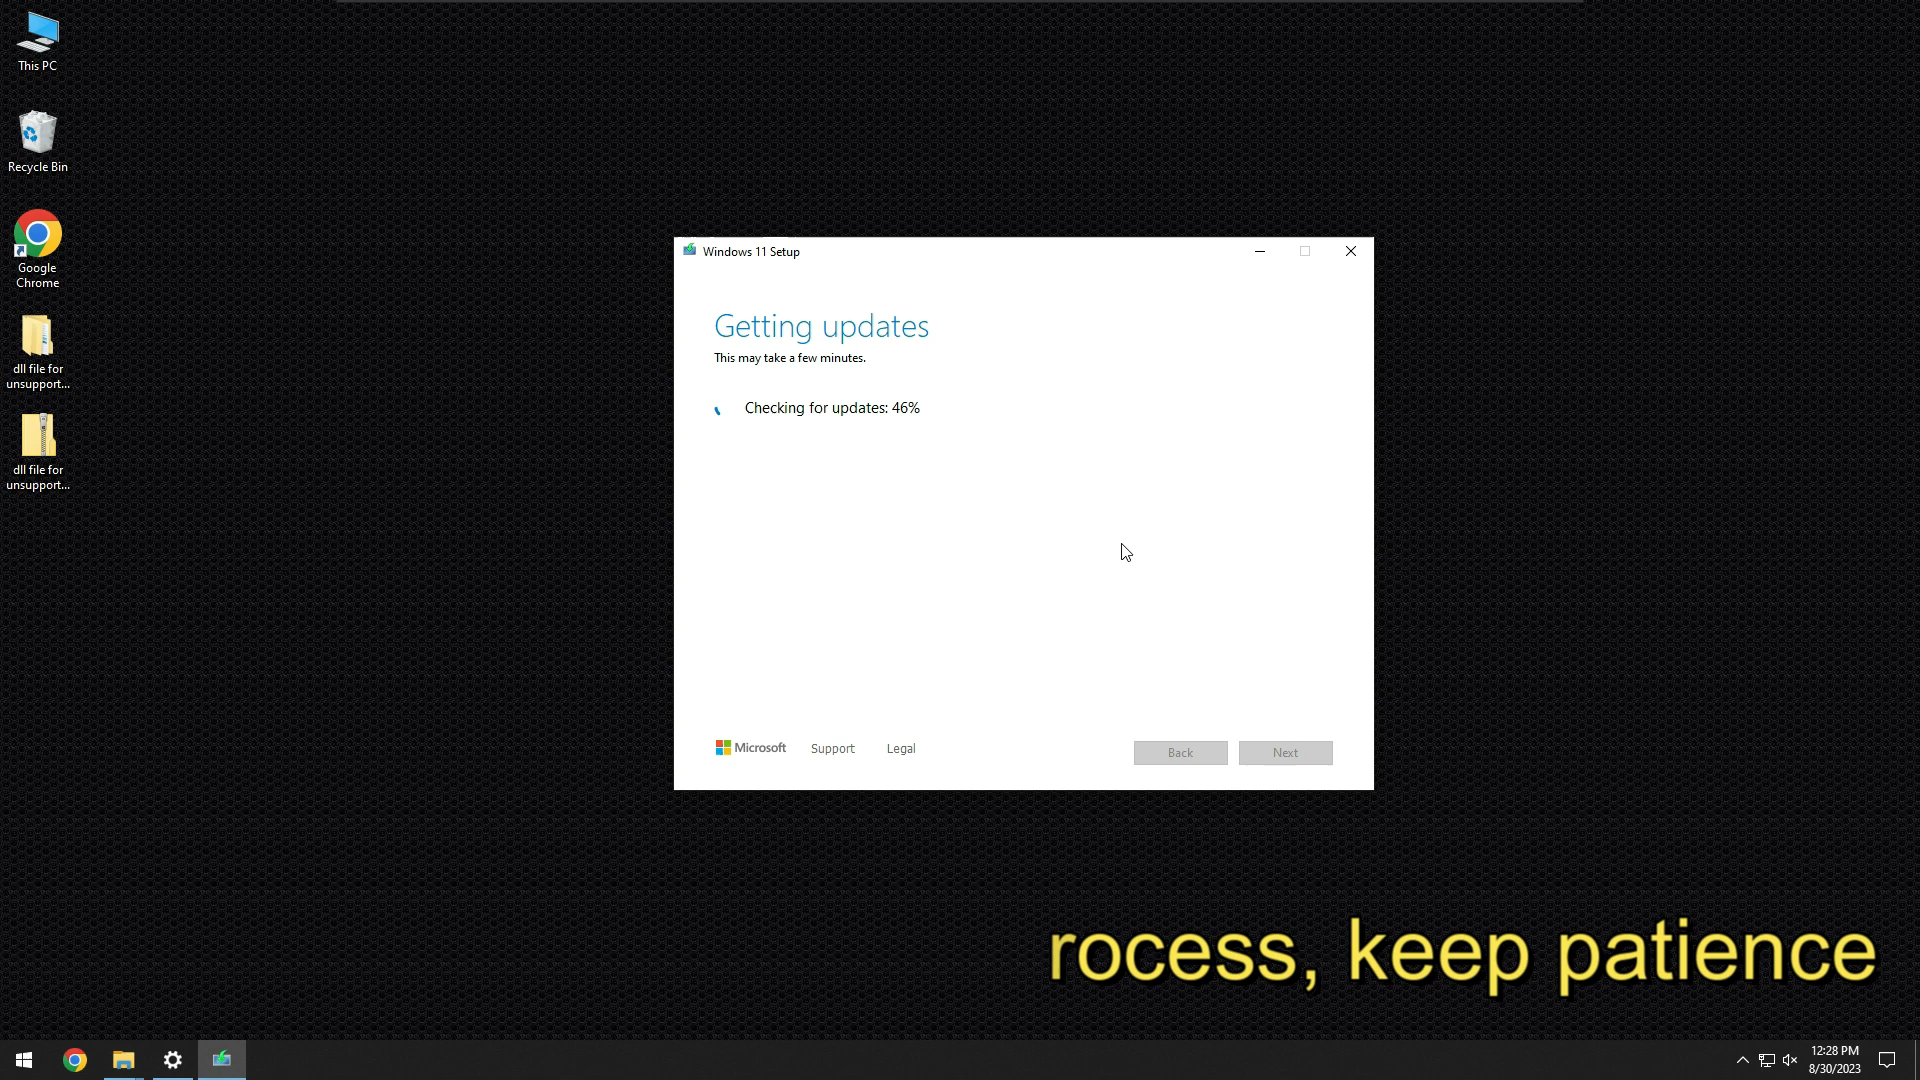 This PC
Recycle Bin
Google
Chrome
dll file for
unsupport...
dll file for
unsupport...
Windows 11 Setup
Getting updates
This may take a few minutes.
Checking for updates: 46%
Microsoft
Support
Legal
Back
Next
rocess, keep patience
12:28 PM
8/30/2023